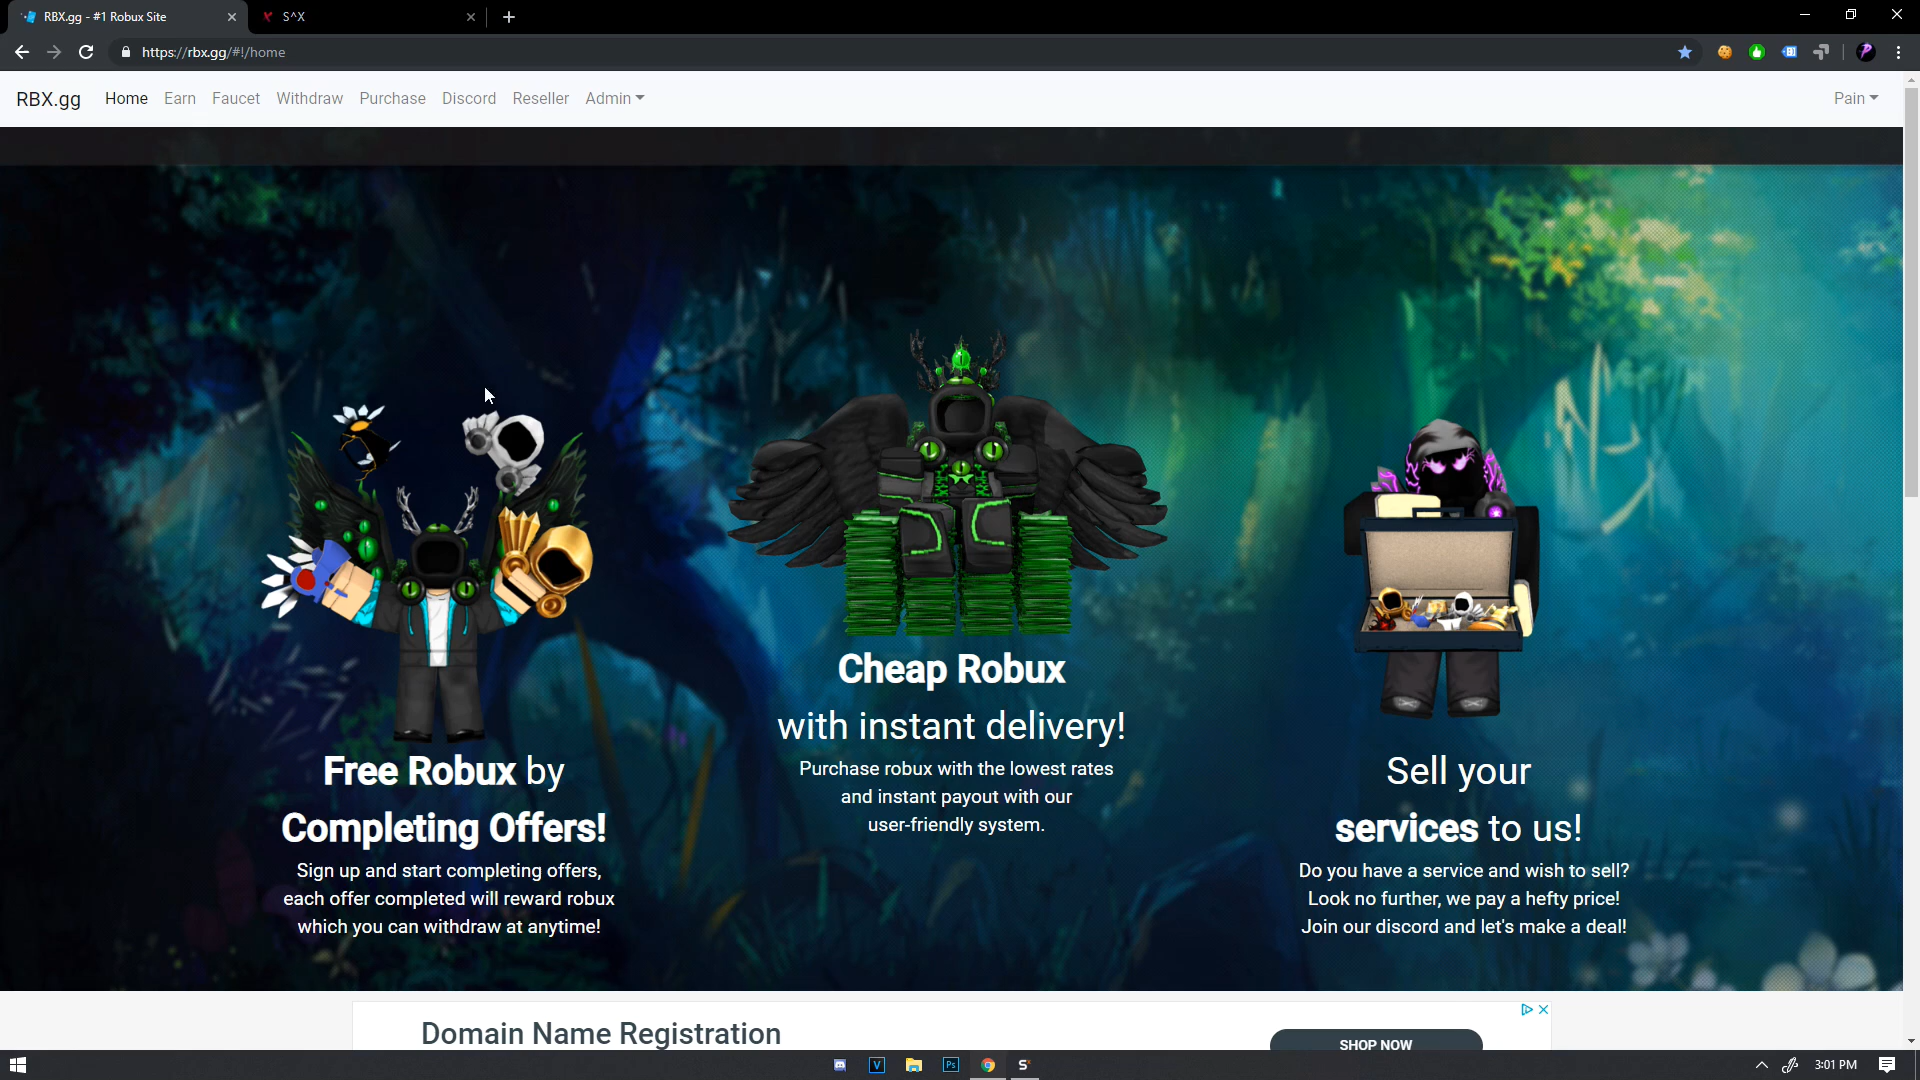 RBX.gg - #1 Robux Site
S^X
https://rbx.gg/#!/home
RBX.gg Home Earn Faucet Withdraw Purchase Discord Reseller Admin Pain
Free Robux by
Completing Offers!
Sign up and start completing offers,
each offer completed will reward robux
which you can withdraw at anytime!
Cheap Robux
with instant delivery!
Purchase robux with the lowest rates
and instant payout with our
user-friendly system.
Sell your
services to us!
Do you have a service and wish to sell?
Look no further, we pay a hefty price!
Join our discord and let's make a deal!
Domain Name Registration
SHOP NOW
V
Ps
S
3:01 PM